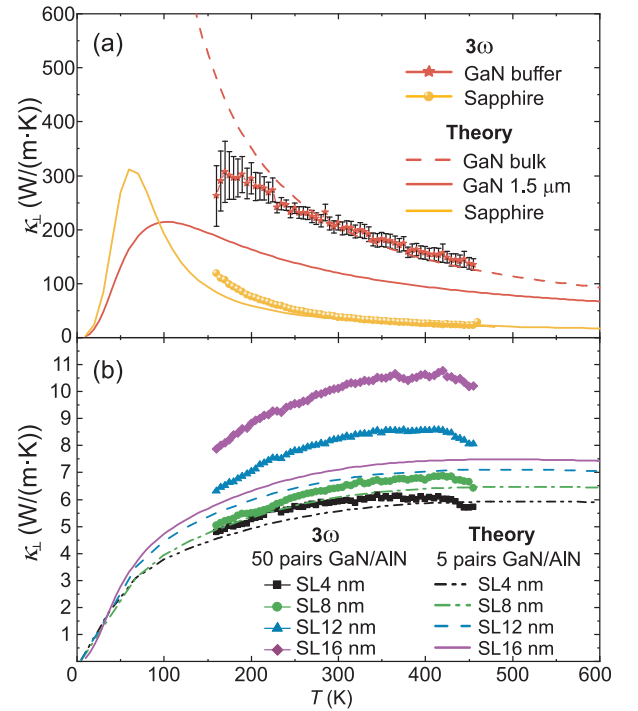 600
(a)
3ω
500
GaN buffer
Sapphire
400
Theory
300
GaN bulk
GaN 1.5 μm
200
Sapphire
100
0
κ⊥ (W/(m·K))
11
(b)
10
9
8
7
6
5
3ω Theory
4
50 pairs GaN/AlN 5 pairs GaN/AlN
3
SL4 nm SL4 nm
SL8 nm SL8 nm
2
SL12 nm SL12 nm
1
SL16 nm SL16 nm
κ⊥ (W/(m·K))
0 100 200 300 400 500 600
T (K)